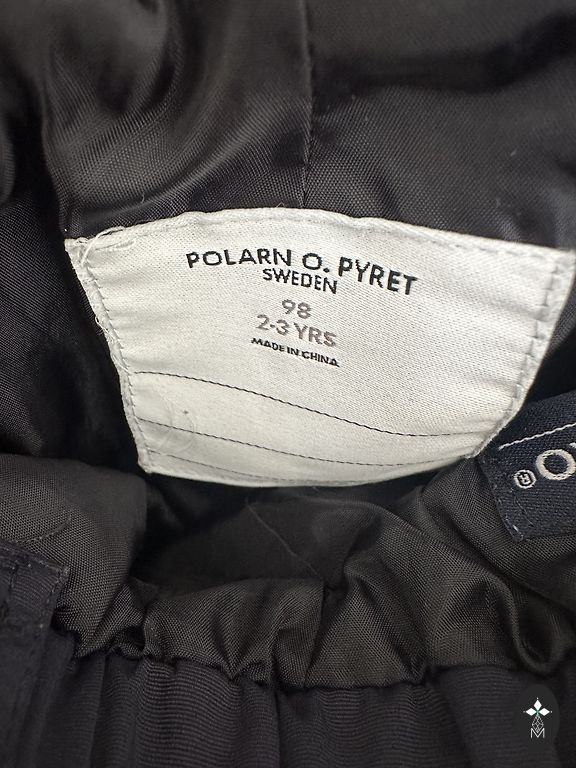 POLARN O. PYRET
SWEDEN
98
2-3 YRS
MADE IN CHINA
O®